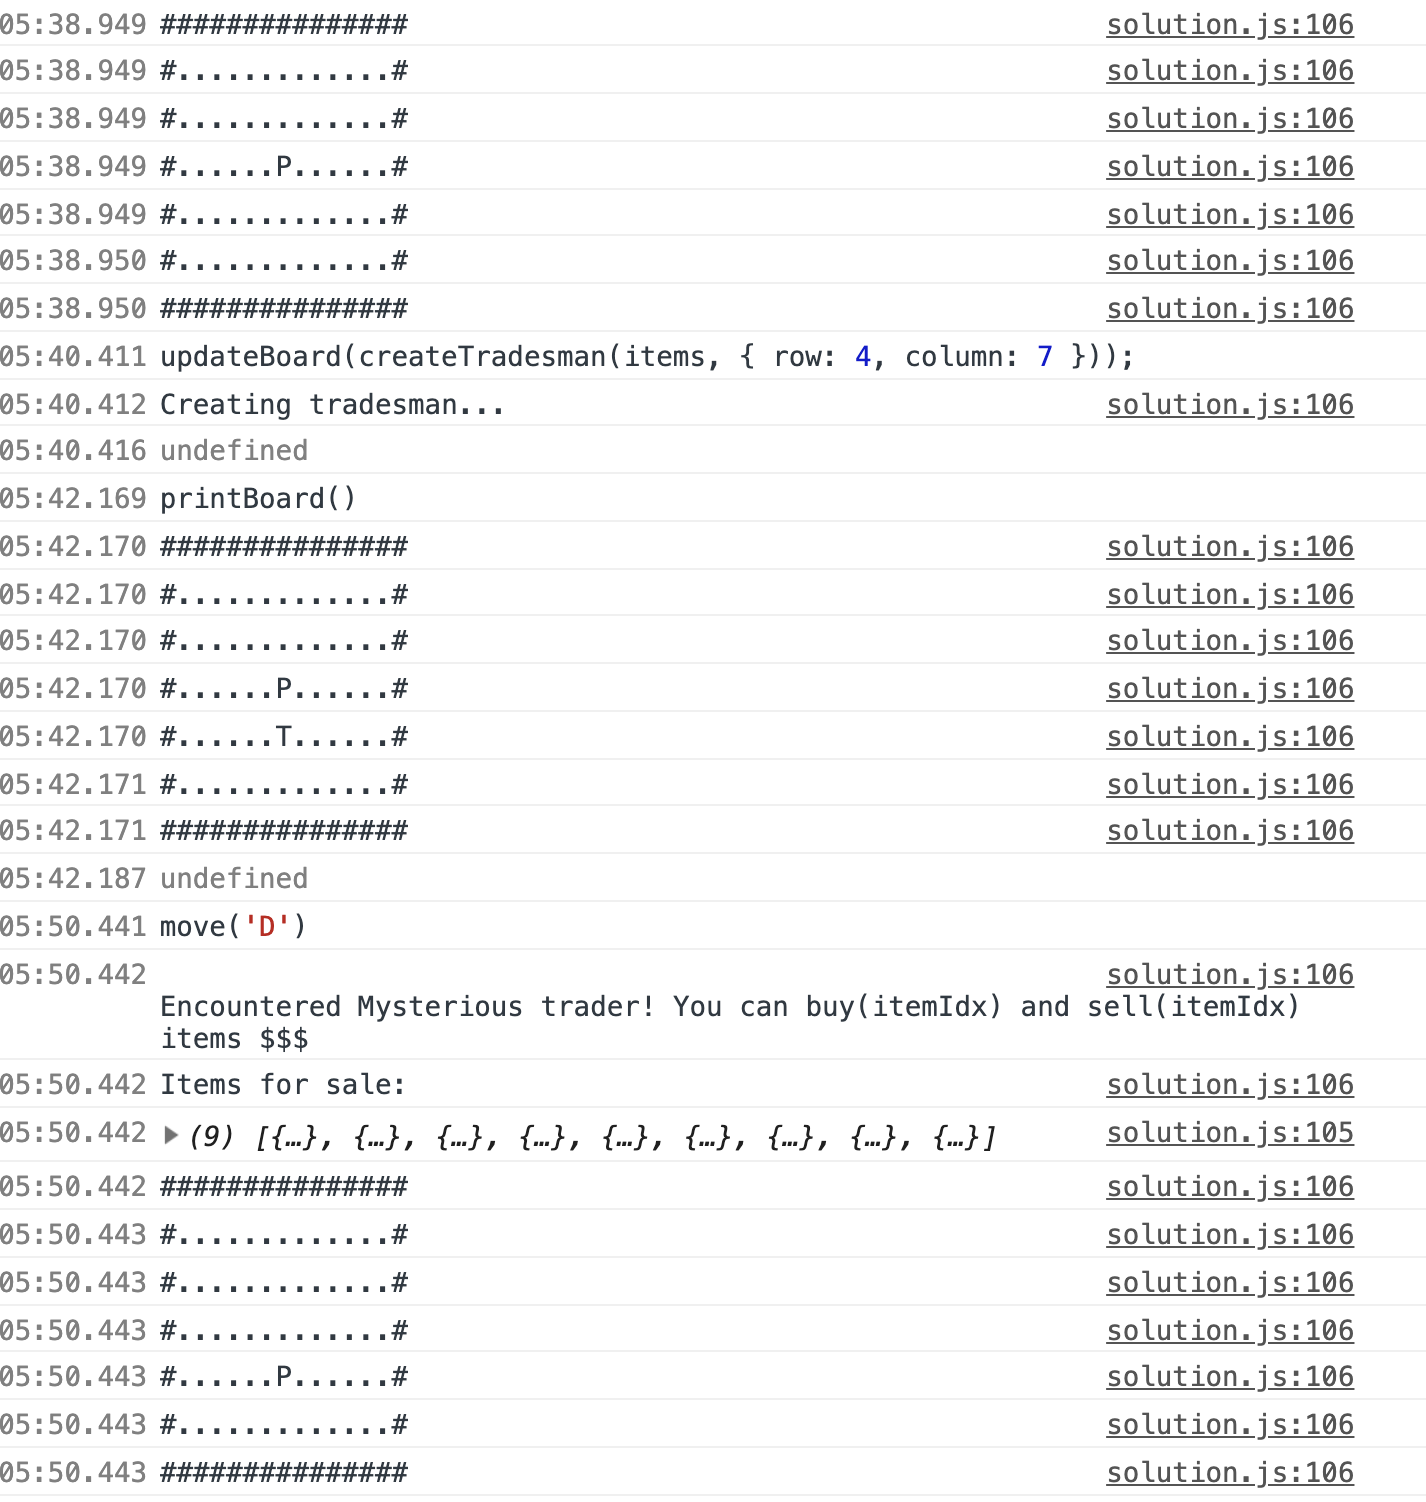 05:38.949 ############### solution.js:106
05:38.949 #.............# solution.js:106
05:38.949 #.............# solution.js:106
05:38.949 #......P......# solution.js:106
05:38.949 #.............# solution.js:106
05:38.950 #.............# solution.js:106
05:38.950 ############### solution.js:106
05:40.411 updateBoard(createTradesman(items, { row: 4, column: 7 }));
05:40.412 Creating tradesman... solution.js:106
05:40.416 undefined
05:42.169 printBoard()
05:42.170 ############### solution.js:106
05:42.170 #.............# solution.js:106
05:42.170 #.............# solution.js:106
05:42.170 #......P......# solution.js:106
05:42.170 #......T......# solution.js:106
05:42.171 #.............# solution.js:106
05:42.171 ############### solution.js:106
05:42.187 undefined
05:50.441 move('D')
05:50.442 solution.js:106
Encountered Mysterious trader! You can buy(itemIdx) and sell(itemIdx)
items $$$
05:50.442 Items for sale: solution.js:106
05:50.442 ▶ (9) [{…}, {…}, {…}, {…}, {…}, {…}, {…}, {…}, {…}] solution.js:105
05:50.442 ############### solution.js:106
05:50.443 #.............# solution.js:106
05:50.443 #.............# solution.js:106
05:50.443 #.............# solution.js:106
05:50.443 #......P......# solution.js:106
05:50.443 #.............# solution.js:106
05:50.443 ############### solution.js:106